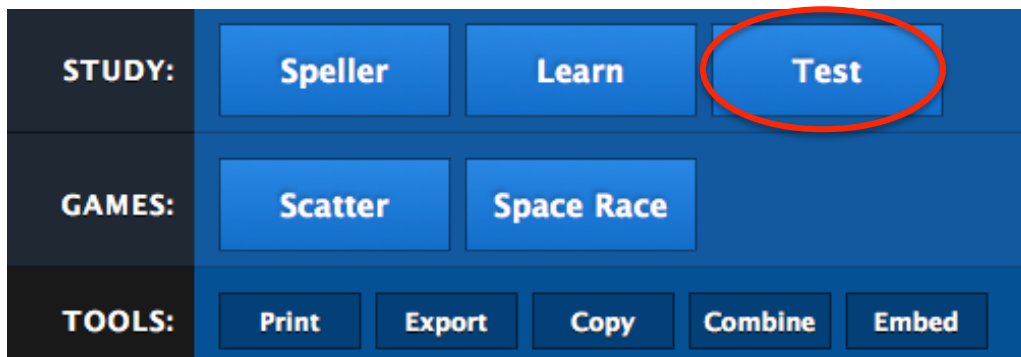 STUDY: Speller Learn Test
GAMES: Scatter Space Race
TOOLS: Print Export Copy Combine Embed